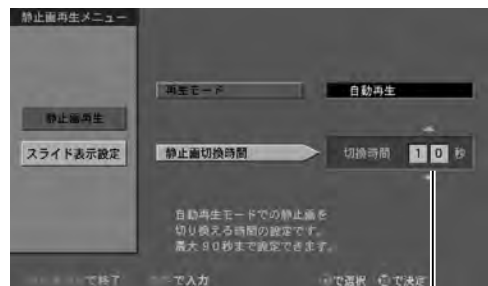 静止画再生メニュー
再生モード
自動再生
静止画再生
スライド表示設定
静止画切換時間
切換時間 10秒
自動再生モードでの静止画を
切り換える時間の設定です。
最大90秒まで設定できます。
で終了 で入力 で選択 で決定